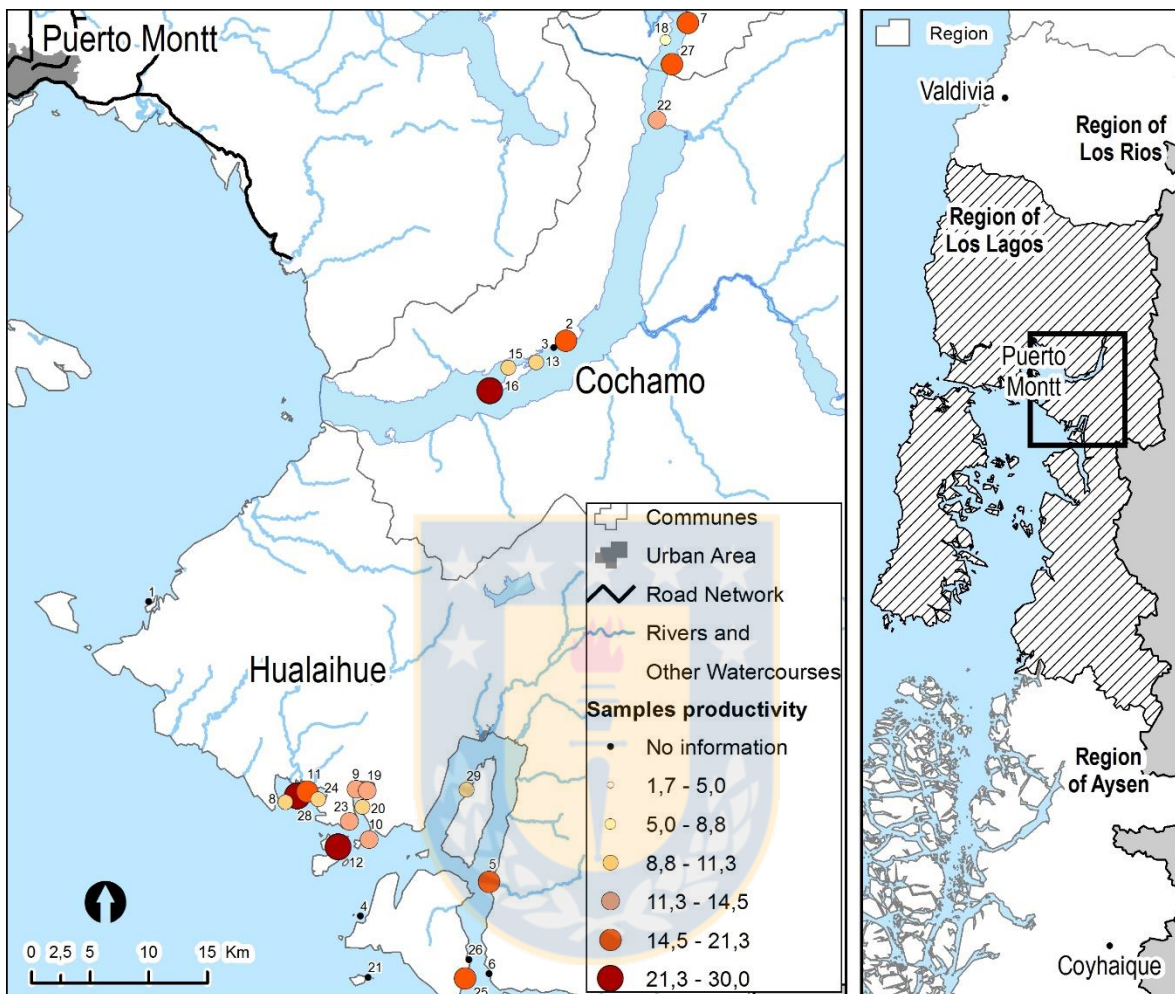 Puerto Montt
7
18
27
22
2
3
13
15
16
Cochamo
1
Hualaihue
11
9
19
8
24
28
20
23
10
12
29
5
4
26
6
21
25
0 2,5 5 10 15 Km
Communes
Urban Area
Road Network
Rivers and
Other Watercourses
Samples productivity
No information
1,7 - 5,0
5,0 - 8,8
8,8 - 11,3
11,3 - 14,5
14,5 - 21,3
21,3 - 30,0
Region
Valdivia
Region of
Los Rios
Region of
Los Lagos
Puerto
Montt
Region
of Aysen
Coyhaique